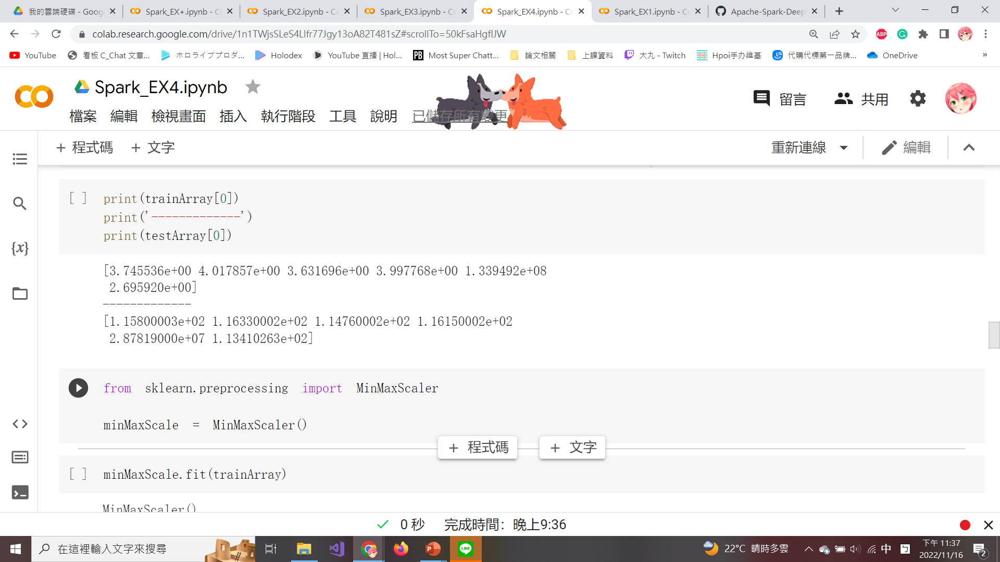 我的雲端硬碟 - Goog
Spark_EX+.ipynb - C
Spark_EX2.ipynb - C
Spark_EX3.ipynb - C
Spark_EX4.ipynb - C
Spark_EX1.ipynb - C
Apache-Spark-Deep
colab.research.google.com/drive/1n1TWjsSLeS4Llfr77Jgy13oA82T481sZ#scrollTo=50kFsaHgfIJW
ABP
YouTube
看板 C_Chat 文章...
ホロライブプロダ...
Holodex
YouTube 直播 | Hol...
Most Super Chatt...
論文相關
上課資料
大丸 - Twitch
Hpoi手办维基
代購代標第一品牌...
OneDrive
»
Spark_EX4.ipynb
留言
共用
檔案 編輯 檢視畫面 插入 執行階段 工具 說明 已儲存所有變更
+ 程式碼 + 文字
重新連線
編輯
[ ] print(trainArray[0])
print('-------------')
print(testArray[0])
[3.745536e+00 4.017857e+00 3.631696e+00 3.997768e+00 1.339492e+08
2.695920e+00]
-------------
[1.15800003e+02 1.16330002e+02 1.14760002e+02 1.16150002e+02
2.87819000e+07 1.13410263e+02]
from sklearn.preprocessing import MinMaxScaler
minMaxScale = MinMaxScaler()
+ 程式碼 + 文字
[ ] minMaxScale.fit(trainArray)
MinMaxScaler()
0 秒 完成時間：晚上9:36
在這裡輸入文字來搜尋
22°C 晴時多雲
中
下午 11:37
2022/11/16
2